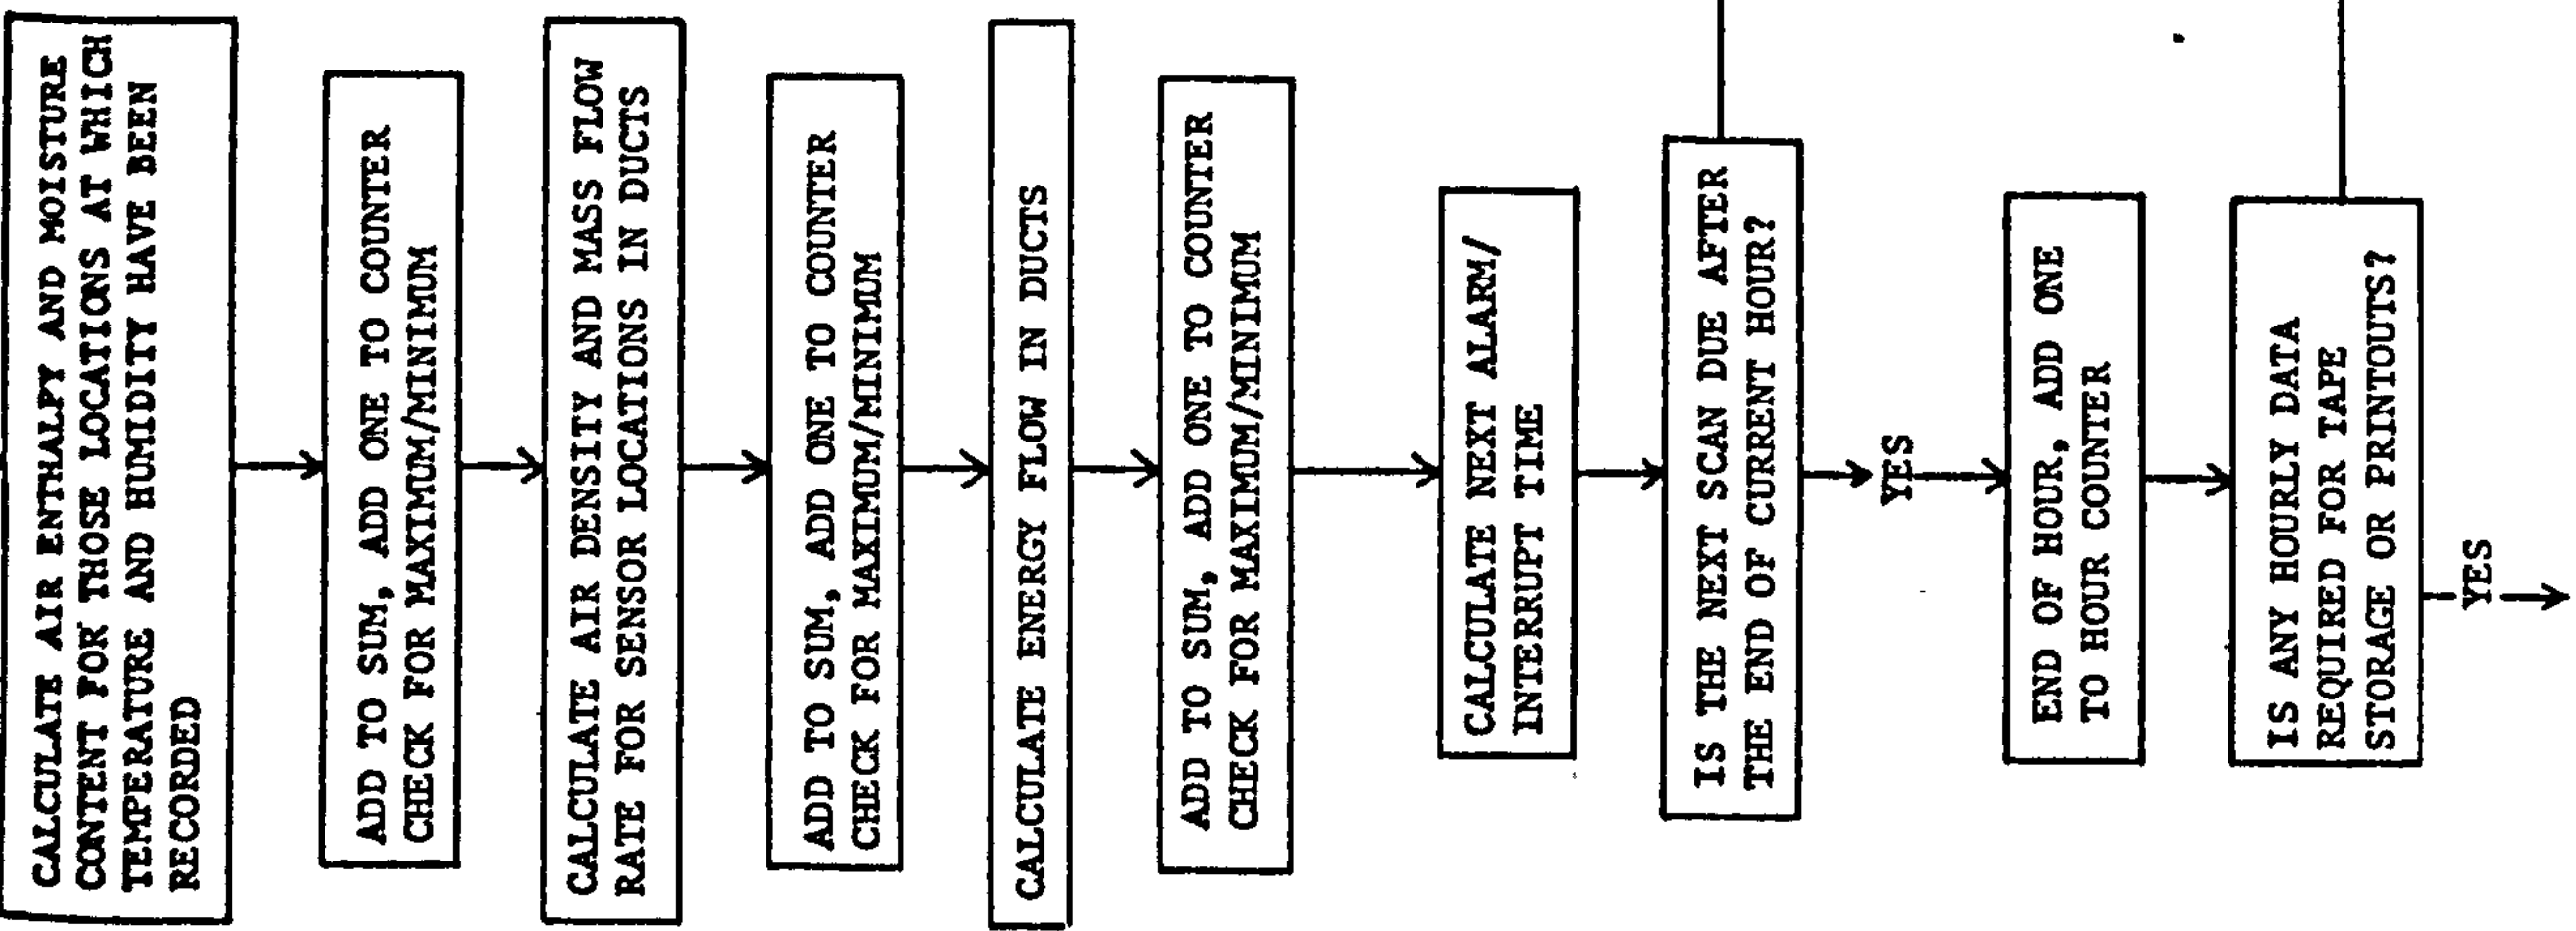 CALCULATE AIR ENTHALPY AND MOISTURE
CONTENT FOR THOSE LOCATIONS AT WHICH
TEMPERATURE AND HUMIDITY HAVE BEEN
RECORDED
ADD TO SUM, ADD ONE TO COUNTER
CHECK FOR MAXIMUM/MINIMUM
CALCULATE AIR DENSITY AND MASS FLOW
RATE FOR SENSOR LOCATIONS IN DUCTS
ADD TO SUM, ADD ONE TO COUNTER
CHECK FOR MAXIMUM/MINIMUM
CALCULATE ENERGY FLOW IN DUCTS
ADD TO SUM, ADD ONE TO COUNTER
CHECK FOR MAXIMUM/MINIMUM
CALCULATE NEXT ALARM/
INTERRUPT TIME
IS THE NEXT SCAN DUE AFTER
THE END OF CURRENT HOUR?
YES
END OF HOUR, ADD ONE
TO HOUR COUNTER
IS ANY HOURLY DATA
REQUIRED FOR TAPE
STORAGE OR PRINTOUTS?
YES